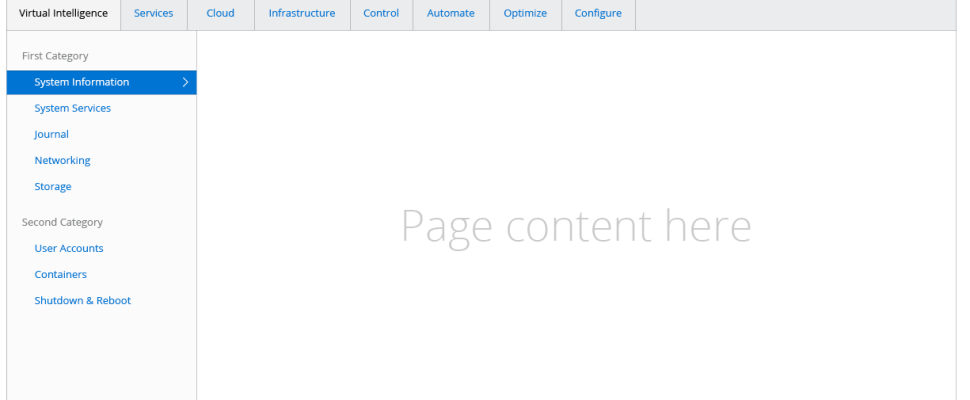 Virtual Intelligence Services Cloud Infrastructure Control Automate Optimize Configure
First Category
System Information
System Services
Journal
Networking
Storage
Second Category
User Accounts
Containers
Shutdown & Reboot
Page content here